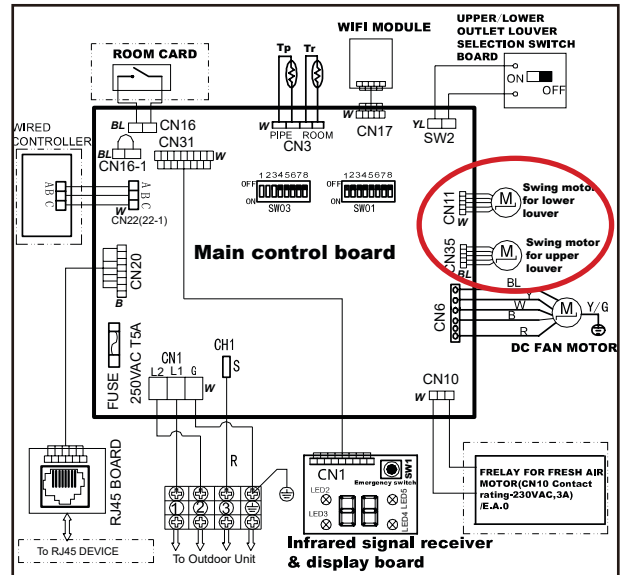 ROOM CARD
WIFI MODULE
UPPER/LOWER
OUTLET LOUVER
SELECTION SWITCH
BOARD
ON
OFF
Tp
Tr
BL
CN16
W
PIPE
ROOM
CN3
W
CN17
YL
SW2
WIRED
CONTROLLER
A B C
A B C
W
CN22(22-1)
BL
CN16-1
CN31
W
12345678
OFF
ON
SW03
12345678
SW01
CN11
W
M
Swing motor
for lower
louver
CN35
BL
M
Swing motor
for upper
louver
Main control board
CN20
B
CN6
BL
Y
W
B
R
M
Y/G
DC FAN MOTOR
FUSE
250VAC T5A
CN1
L2
L1
G
W
CH1
S
R
CN10
W
RJ45 BOARD
To RJ45 DEVICE
1
2
3
To Outdoor Unit
CN1
SW1
Emergency switch
LED2
LED3
LED5
LED4
Infrared signal receiver
& display board
FRELAY FOR FRESH AIR
MOTOR(CN10 Contact
rating-230VAC,3A)
/E.A.0